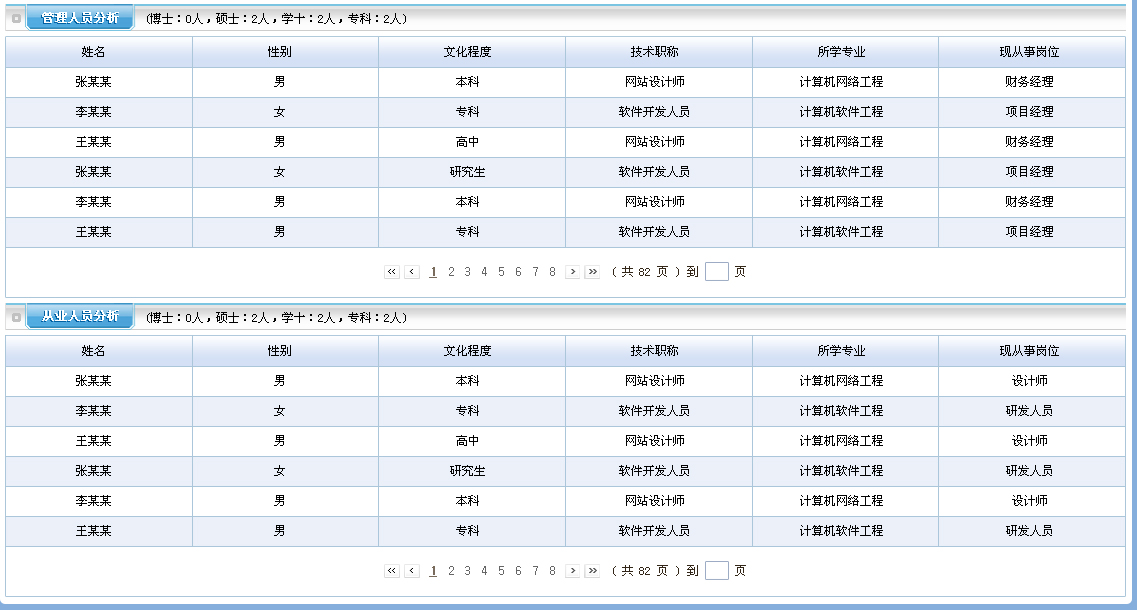 管理人员分析 (博士：0人，硕士：2人，学士：2人，专科：2人)
姓名 性别 文化程度 技术职称 所学专业 现从事岗位
张某某 男 本科 网站设计师 计算机网络工程 财务经理
李某某 女 专科 软件开发人员 计算机软件工程 项目经理
王某某 男 高中 网站设计师 计算机网络工程 财务经理
张某某 女 研究生 软件开发人员 计算机软件工程 项目经理
李某某 男 本科 网站设计师 计算机网络工程 财务经理
王某某 男 专科 软件开发人员 计算机软件工程 项目经理
« ‹ 1 2 3 4 5 6 7 8 › » ( 共 82 页 ) 到 页
从业人员分析 (博士：0人，硕士：2人，学士：2人，专科：2人)
姓名 性别 文化程度 技术职称 所学专业 现从事岗位
张某某 男 本科 网站设计师 计算机网络工程 设计师
李某某 女 专科 软件开发人员 计算机软件工程 研发人员
王某某 男 高中 网站设计师 计算机网络工程 设计师
张某某 女 研究生 软件开发人员 计算机软件工程 研发人员
李某某 男 本科 网站设计师 计算机网络工程 设计师
王某某 男 专科 软件开发人员 计算机软件工程 研发人员
« ‹ 1 2 3 4 5 6 7 8 › » ( 共 82 页 ) 到 页